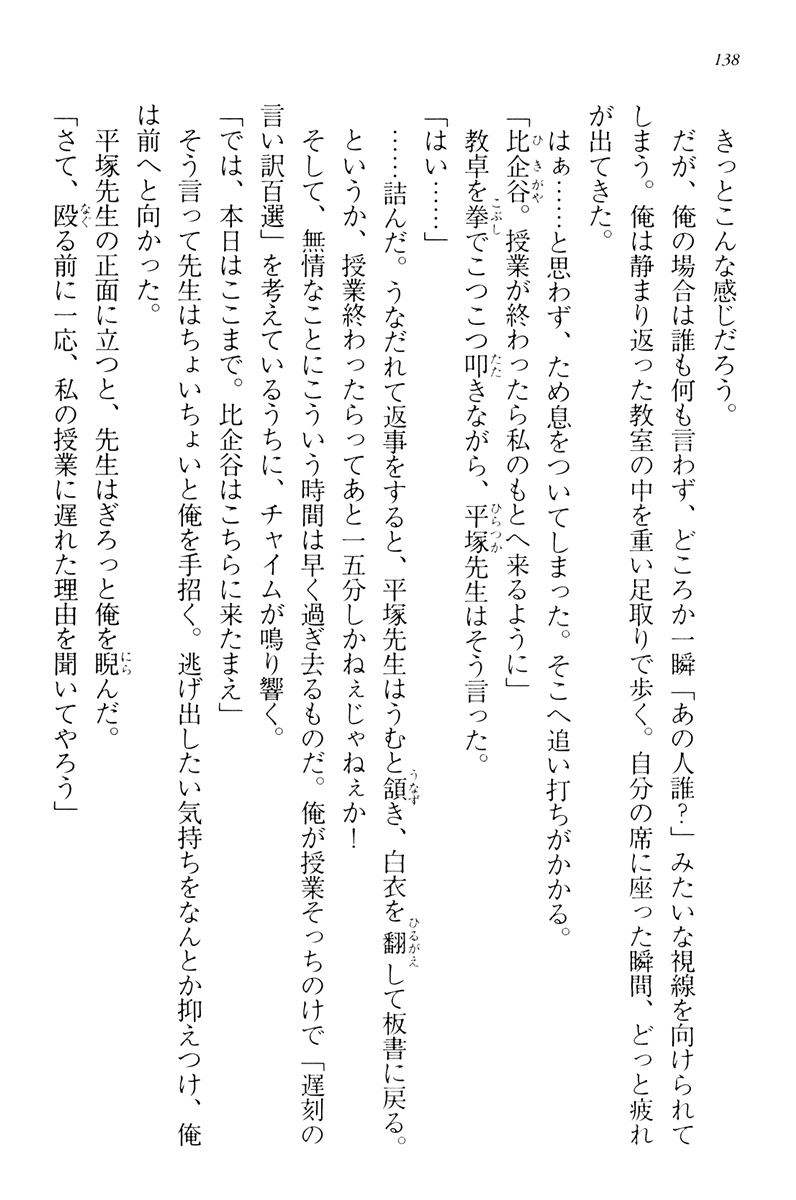 138
きっとこんな感じだろう。
だが、俺の場合は誰も何も言わず、どころか一瞬「あの人誰？」みたいな視線を向けられて
しまう。俺は静まり返った教室の中を重い足取りで歩く。自分の席に座った瞬間、どっと疲れ
が出てきた。
はぁ……と思わず、ため息をついてしまった。そこへ追い打ちがかかる。
「比企谷。授業が終わったら私のもとへ来るように」
教卓を拳でこつこつ叩きながら、平塚先生はそう言った。
「はい……」
……詰んだ。うなだれて返事をすると、平塚先生はうむと頷き、白衣を翻して板書に戻る。
というか、授業終わったらってあと一五分しかねぇじゃねぇか！
そして、無情なことにこういう時間は早く過ぎ去るものだ。俺が授業そっちのけで「遅刻の
言い訳百選」を考えているうちに、チャイムが鳴り響く。
「では、本日はここまで。比企谷はこちらに来たまえ」
そう言って先生はちょいちょいと俺を手招く。逃げ出したい気持ちをなんとか抑えつけ、俺
は前へと向かった。
平塚先生の正面に立つと、先生はぎろっと俺を睨んだ。
「さて、殴る前に一応、私の授業に遅れた理由を聞いてやろう」